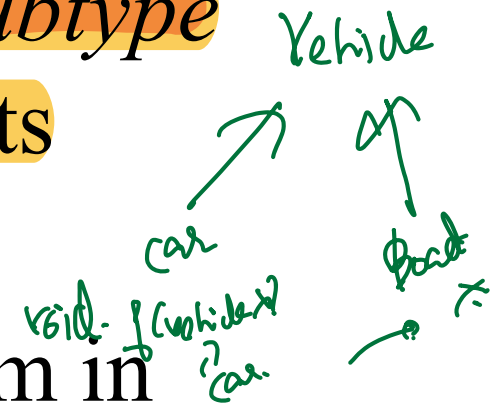 ubtype
Vehicle
ts
car
Boat
void f(vehicle x)
m in
car.